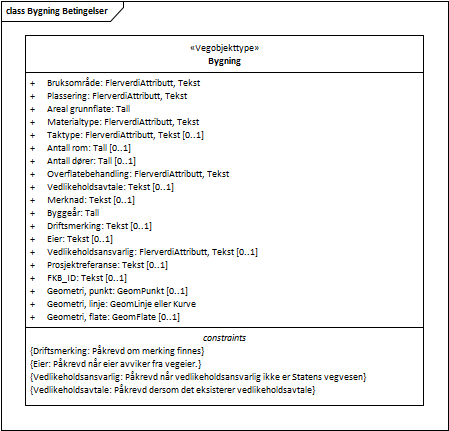 class Bygning Betingelser
«Vegobjekttype»
Bygning
+ Bruksområde: FlerverdiAttributt, Tekst
+ Plassering: FlerverdiAttributt, Tekst
+ Areal grunnflate: Tall
+ Materialtype: FlerverdiAttributt, Tekst
+ Taktype: FlerverdiAttributt, Tekst [0..1]
+ Antall rom: Tall [0..1]
+ Antall dører: Tall [0..1]
+ Overflatebehandling: FlerverdiAttributt, Tekst
+ Vedlikeholdsavtale: Tekst [0..1]
+ Merknad: Tekst [0..1]
+ Byggeår: Tall
+ Driftsmerking: Tekst [0..1]
+ Eier: Tekst [0..1]
+ Vedlikeholdsansvarlig: FlerverdiAttributt, Tekst [0..1]
+ Prosjektreferanse: Tekst [0..1]
+ FKB_ID: Tekst [0..1]
+ Geometri, punkt: GeomPunkt [0..1]
+ Geometri, linje: GeomLinje eller Kurve
+ Geometri, flate: GeomFlate [0..1]
constraints
{Driftsmerking: Påkrevd om merking finnes}
{Eier: Påkrevd når eier avviker fra vegeier.}
{Vedlikeholdsansvarlig: Påkrevd når vedlikeholdsansvarlig ikke er Statens vegvesen}
{Vedlikeholdsavtale: Påkrevd dersom det eksisterer vedlikeholdsavtale}